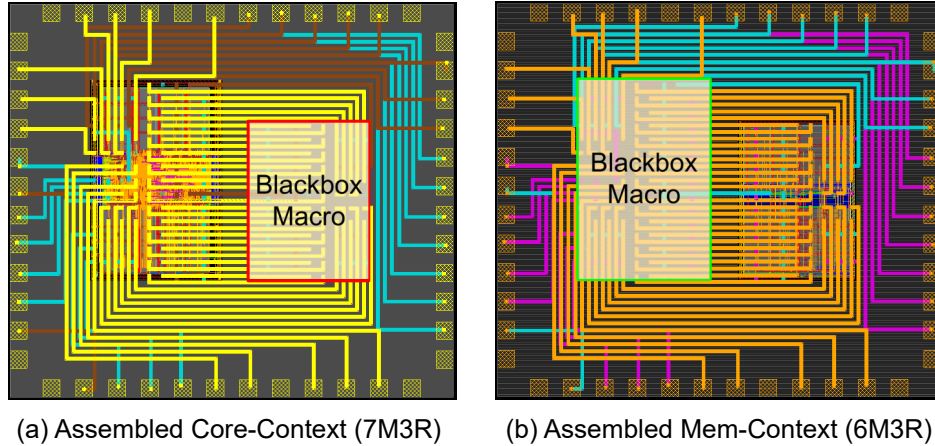 Blackbox
Macro
Blackbox
Macro
(a) Assembled Core-Context (7M3R)
(b) Assembled Mem-Context (6M3R)